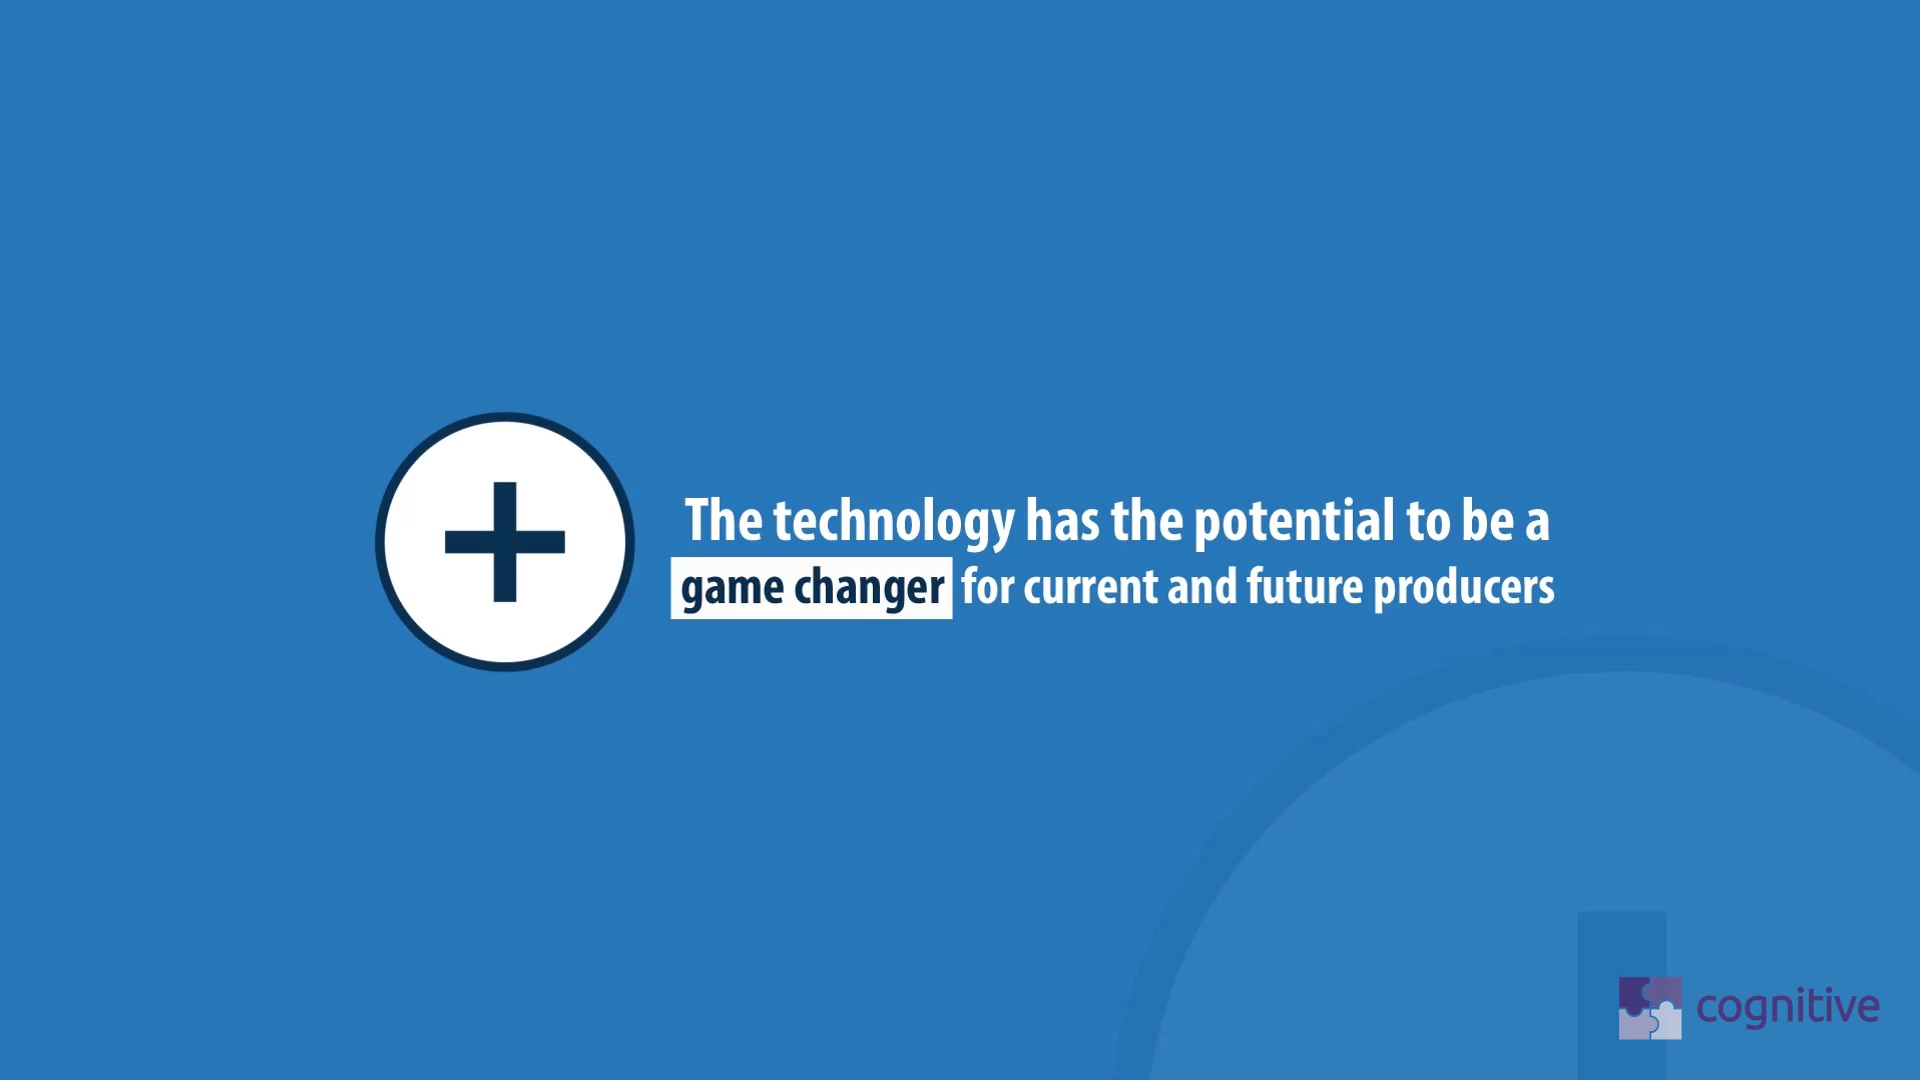 The technology has the potential to be a
game changer for current and future producers
cognitive